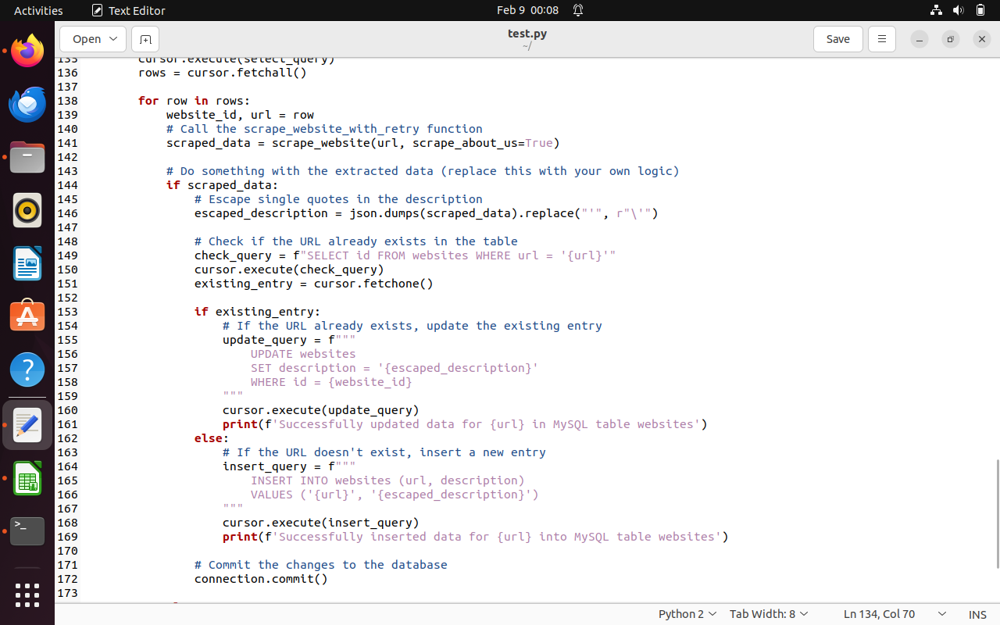 Activities
Text Editor
Feb 9 00:08
Open
test.py
~/
Save
135 cursor.execute(select_query)
136 rows = cursor.fetchall()
137
138 for row in rows:
139 website_id, url = row
140 # Call the scrape_website_with_retry function
141 scraped_data = scrape_website(url, scrape_about_us=True)
142
143 # Do something with the extracted data (replace this with your own logic)
144 if scraped_data:
145 # Escape single quotes in the description
146 escaped_description = json.dumps(scraped_data).replace("'", r"\'")
147
148 # Check if the URL already exists in the table
149 check_query = f"SELECT id FROM websites WHERE url = '{url}'"
150 cursor.execute(check_query)
151 existing_entry = cursor.fetchone()
152
153 if existing_entry:
154 # If the URL already exists, update the existing entry
155 update_query = f"""
156 UPDATE websites
157 SET description = '{escaped_description}'
158 WHERE id = {website_id}
159 """
160 cursor.execute(update_query)
161 print(f'Successfully updated data for {url} in MySQL table websites')
162 else:
163 # If the URL doesn't exist, insert a new entry
164 insert_query = f"""
165 INSERT INTO websites (url, description)
166 VALUES ('{url}', '{escaped_description}')
167 """
168 cursor.execute(insert_query)
169 print(f'Successfully inserted data for {url} into MySQL table websites')
170
171 # Commit the changes to the database
172 connection.commit()
173
Python 2
Tab Width: 8
Ln 134, Col 70
INS